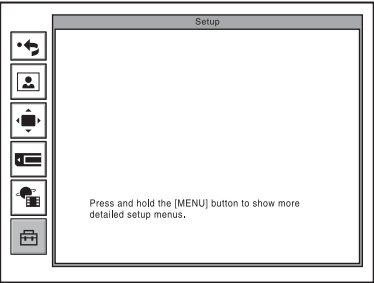 Setup
Press and hold the [MENU] button to show more
detailed setup menus.